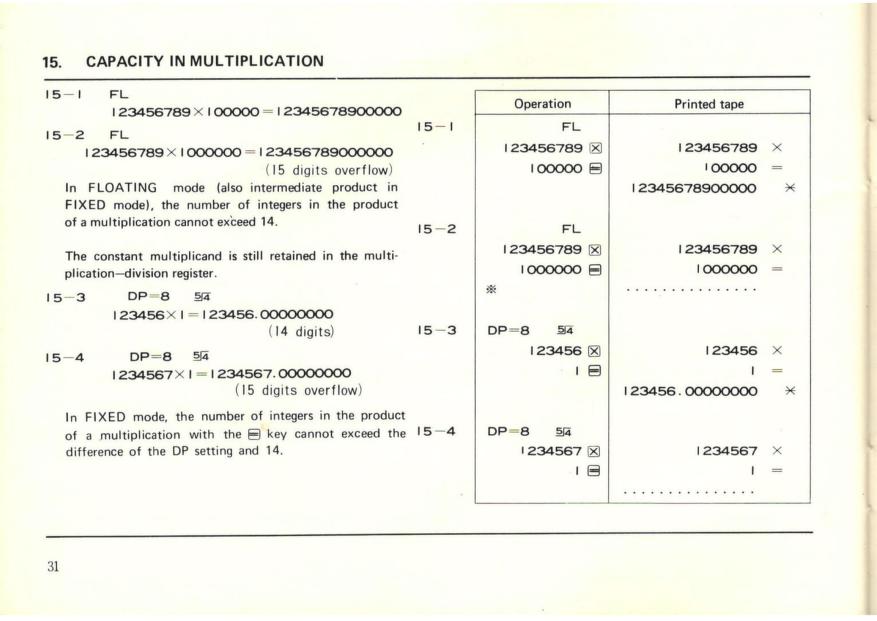 15. CAPACITY IN MULTIPLICATION
15-1 FL
123456789×100000=12345678900000
15-2 FL
123456789×1000000=123456789000000
(15 digits overflow)
In FLOATING mode (also intermediate product in
FIXED mode), the number of integers in the product
of a multiplication cannot exceed 14.
The constant multiplicand is still retained in the multi-
plication—division register.
15-3 DP=8 5/4
123456×1=123456.00000000
(14 digits)
15-4 DP=8 5/4
1234567×1=1234567.00000000
(15 digits overflow)
In FIXED mode, the number of integers in the product
of a multiplication with the ⊟ key cannot exceed the
difference of the DP setting and 14.
Operation Printed tape
15-1 FL
123456789 ⊠ 123456789 ×
100000 ⊟ 100000 =
12345678900000 ⚹
15-2 FL
123456789 ⊠ 123456789 ×
1000000 ⊟ 1000000 =
※ . . . . . . . . . . . . . . .
15-3 DP=8 5/4
123456 ⊠ 123456 ×
1 ⊟ 1 =
123456.00000000 ⚹
15-4 DP=8 5/4
1234567 ⊠ 1234567 ×
1 ⊟ 1 =
. . . . . . . . . . . . . . .
31